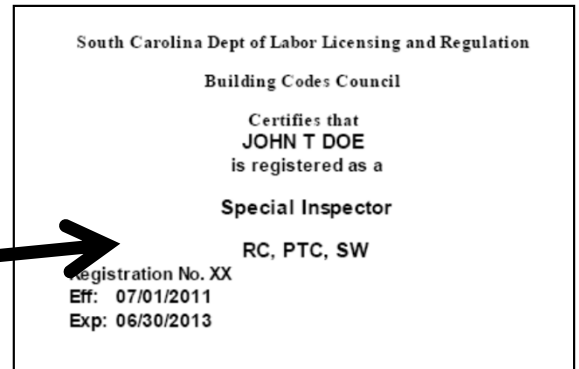 South Carolina Dept of Labor Licensing and Regulation
Building Codes Council
Certifies that
JOHN T DOE
is registered as a
Special Inspector
RC, PTC, SW
Registration No. XX
Eff: 07/01/2011
Exp: 06/30/2013